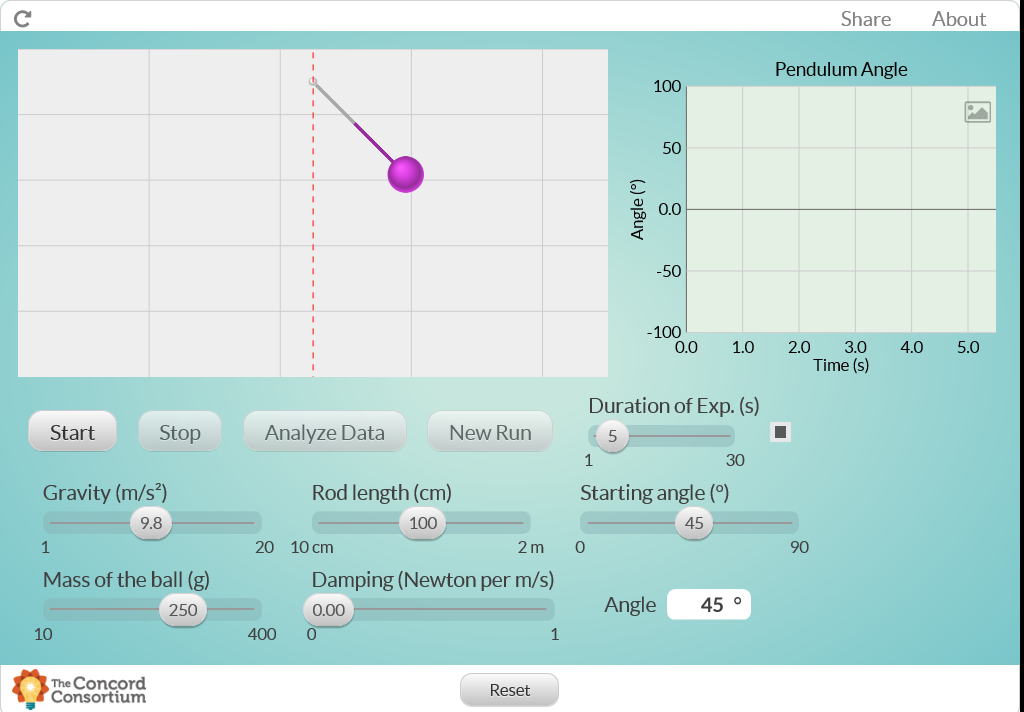 Share About
Pendulum Angle
100
50
0.0
-50
-100
Angle (°)
0.0 1.0 2.0 3.0 4.0 5.0
Time (s)
Start Stop Analyze Data New Run
Duration of Exp. (s)
5
1 30
Gravity (m/s²) Rod length (cm) Starting angle (°)
9.8 100 45
1 20 10 cm 2 m 0 90
Mass of the ball (g) Damping (Newton per m/s)
250 0.00
10 400 0 1
Angle 45 °
The Concord
Consortium
Reset